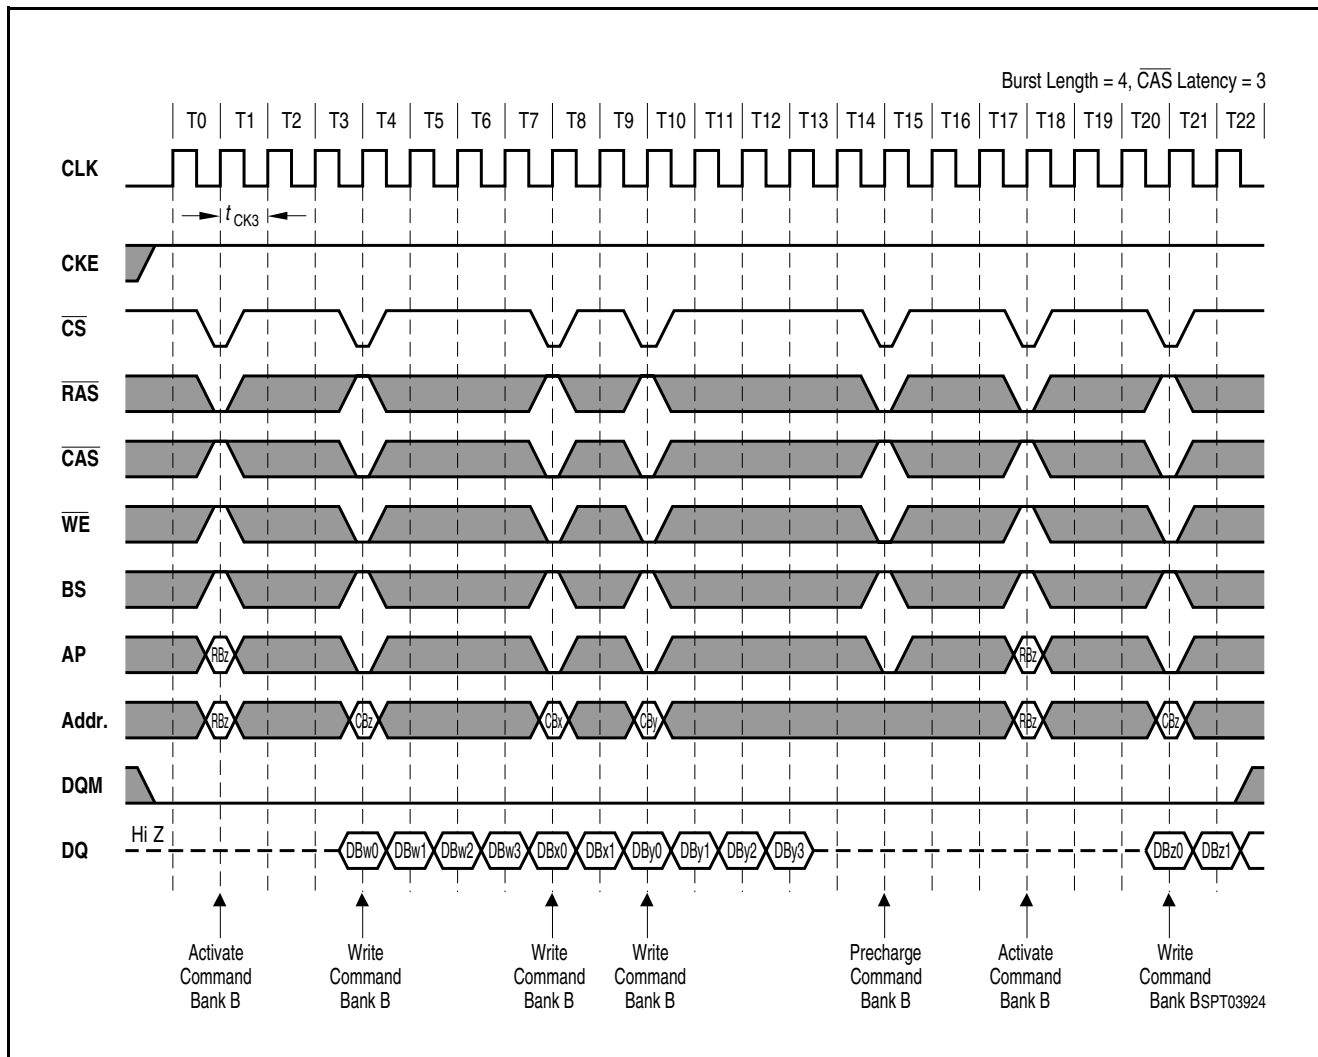 Burst Length = 4, CAS Latency = 3
T0 T1 T2 T3 T4 T5 T6 T7 T8 T9 T10 T11 T12 T13 T14 T15 T16 T17 T18 T19 T20 T21 T22
CLK
t CK3
CKE
CS
RAS
CAS
WE
BS
AP RBz RBz
Addr. RBz CBz CBx CBy RBz CBz
DQM
Hi Z
DQ DBw0 DBw1 DBw2 DBw3 DBx0 DBx1 DBy0 DBy1 DBy2 DBy3 DBz0 DBz1
Activate Write Write Write Precharge Activate Write
Command Command Command Command Command Command Command
Bank B Bank B Bank B Bank B Bank B Bank B Bank B SPT03924